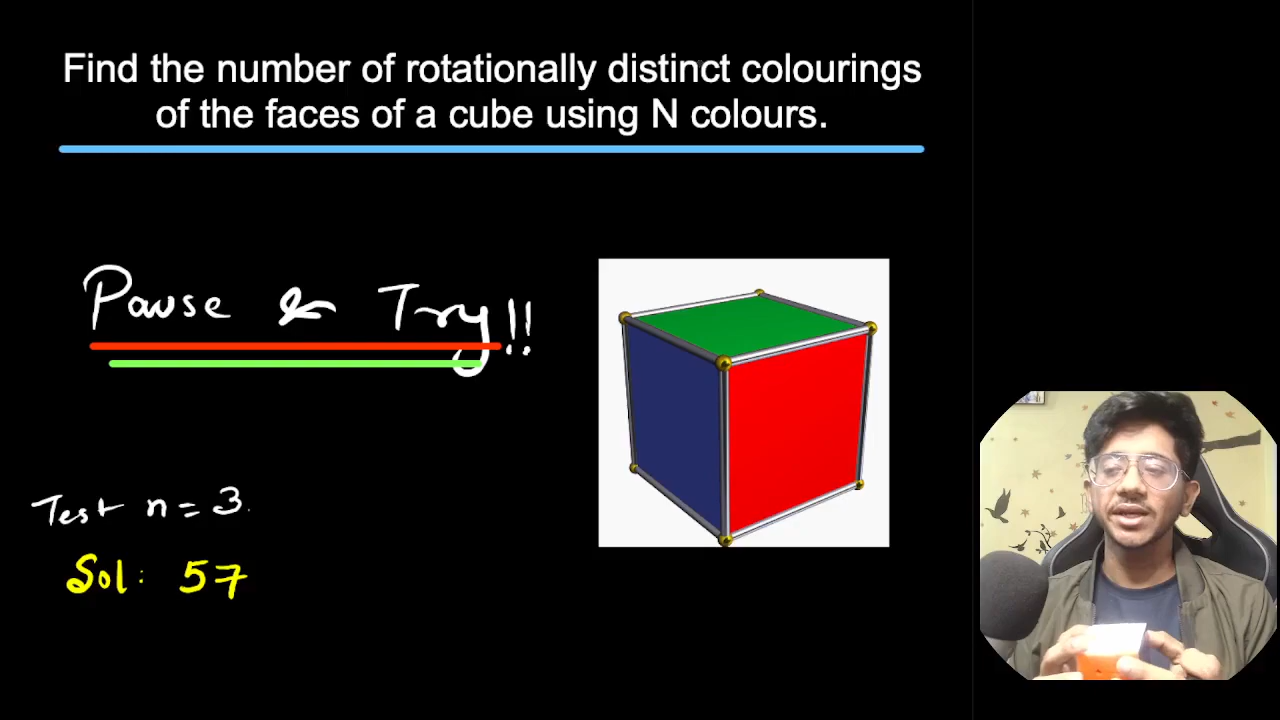 Find the number of rotationally distinct colourings
of the faces of a cube using N colours.
Pause & Try!!
Test n = 3.
Sol: 57